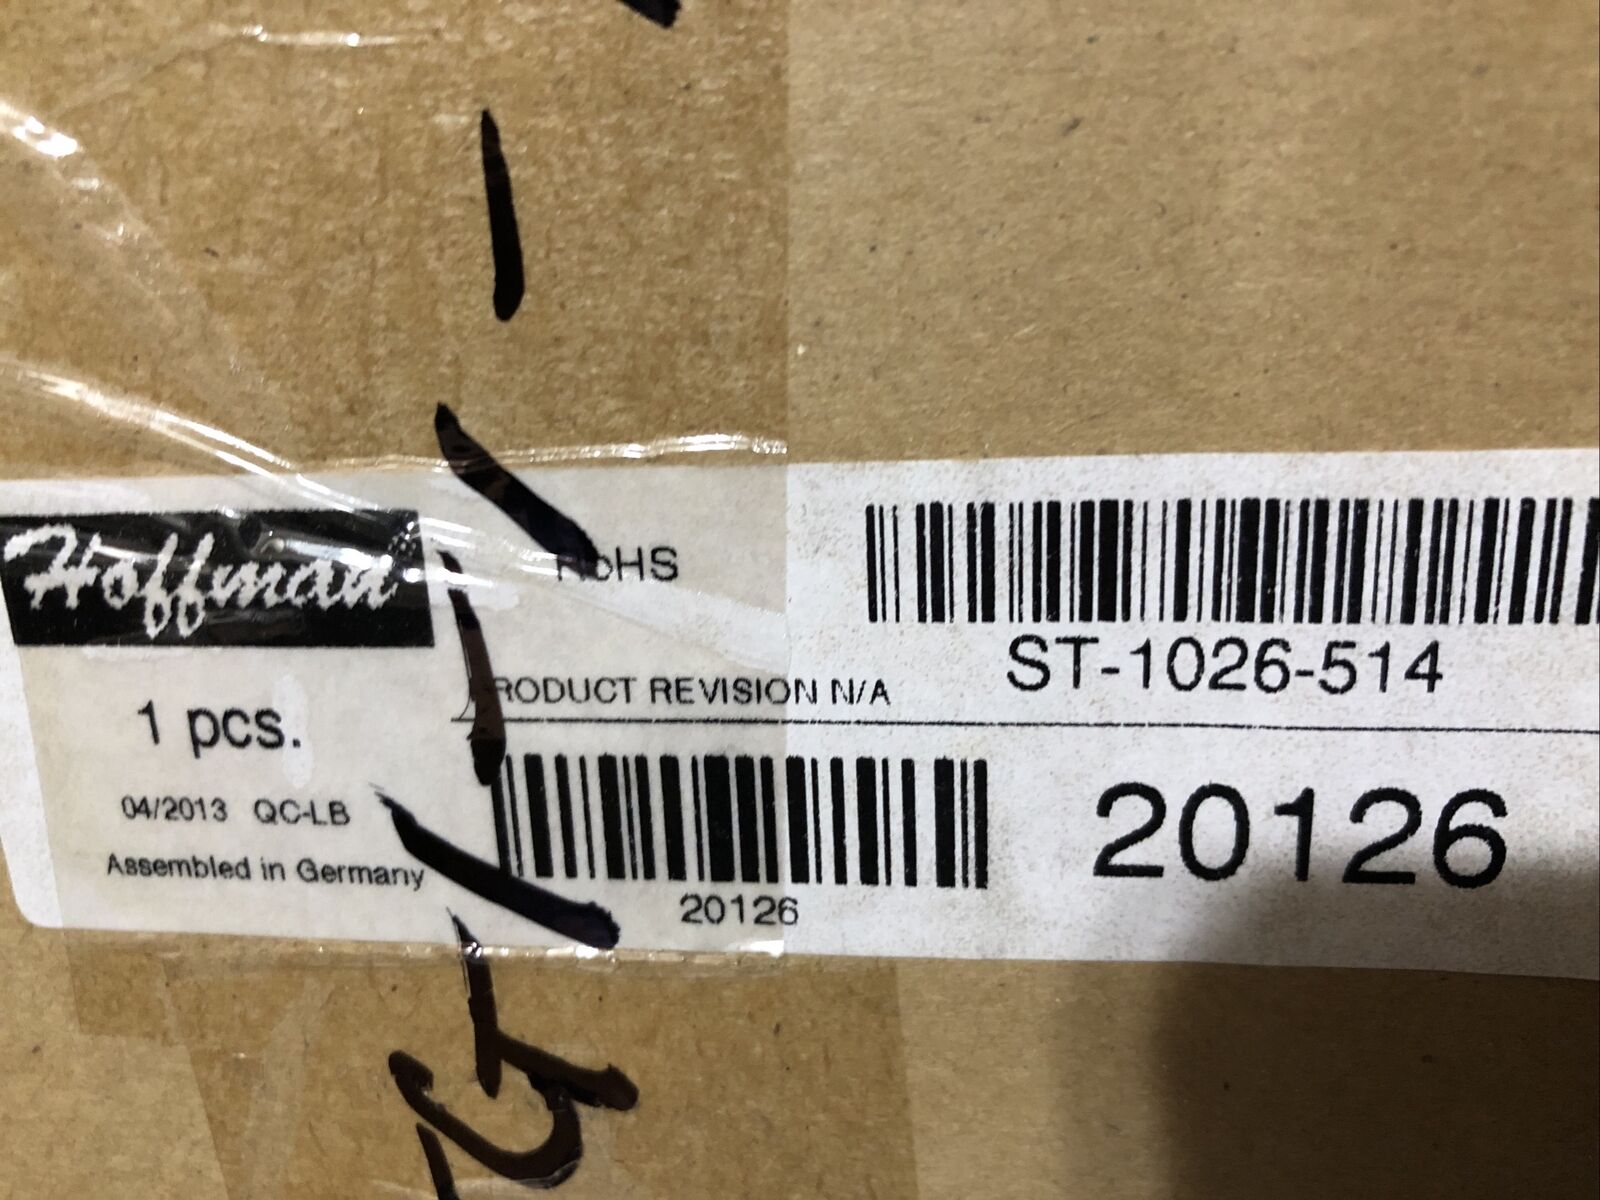 Hoffman
RoHS
ST-1026-514
PRODUCT REVISION N/A
1 pcs.
04/2013 QC-LB
Assembled in Germany
20126
20126